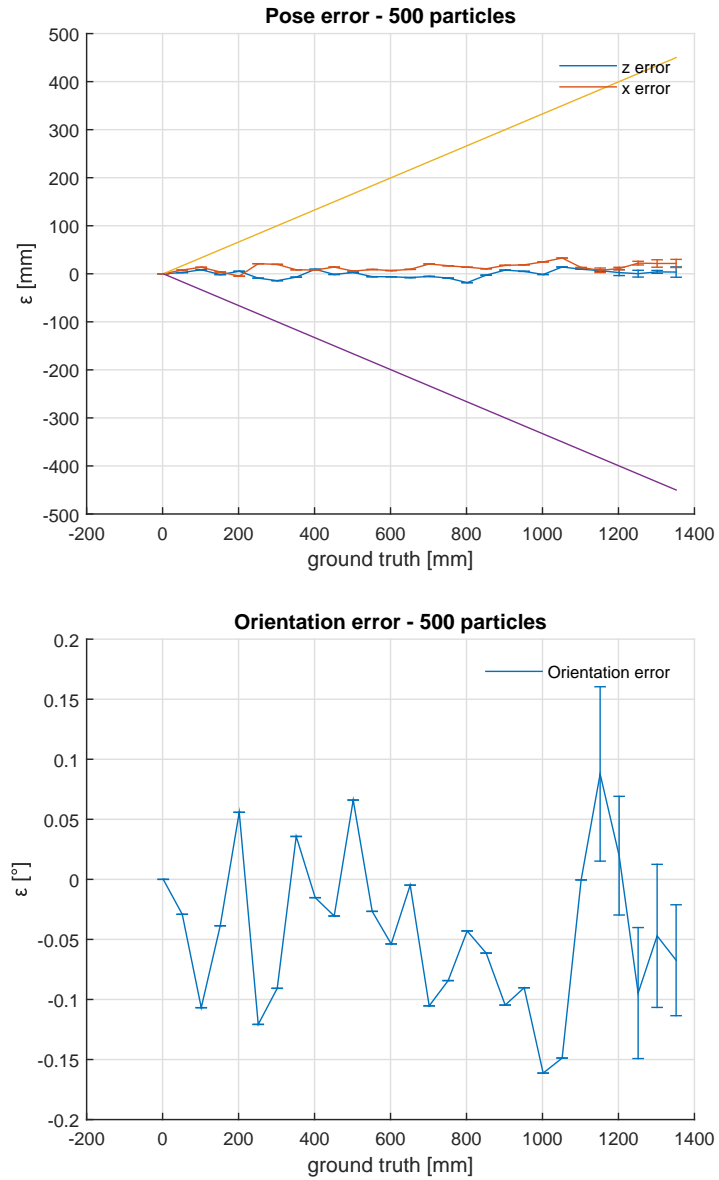 Pose error - 500 particles
500
400
300
200
100
0
-100
-200
-300
-400
-500
ε [mm]
z error
x error
-200 0 200 400 600 800 1000 1200 1400
ground truth [mm]
Orientation error - 500 particles
0.2
0.15
0.1
0.05
0
-0.05
-0.1
-0.15
-0.2
ε [°]
Orientation error
-200 0 200 400 600 800 1000 1200 1400
ground truth [mm]